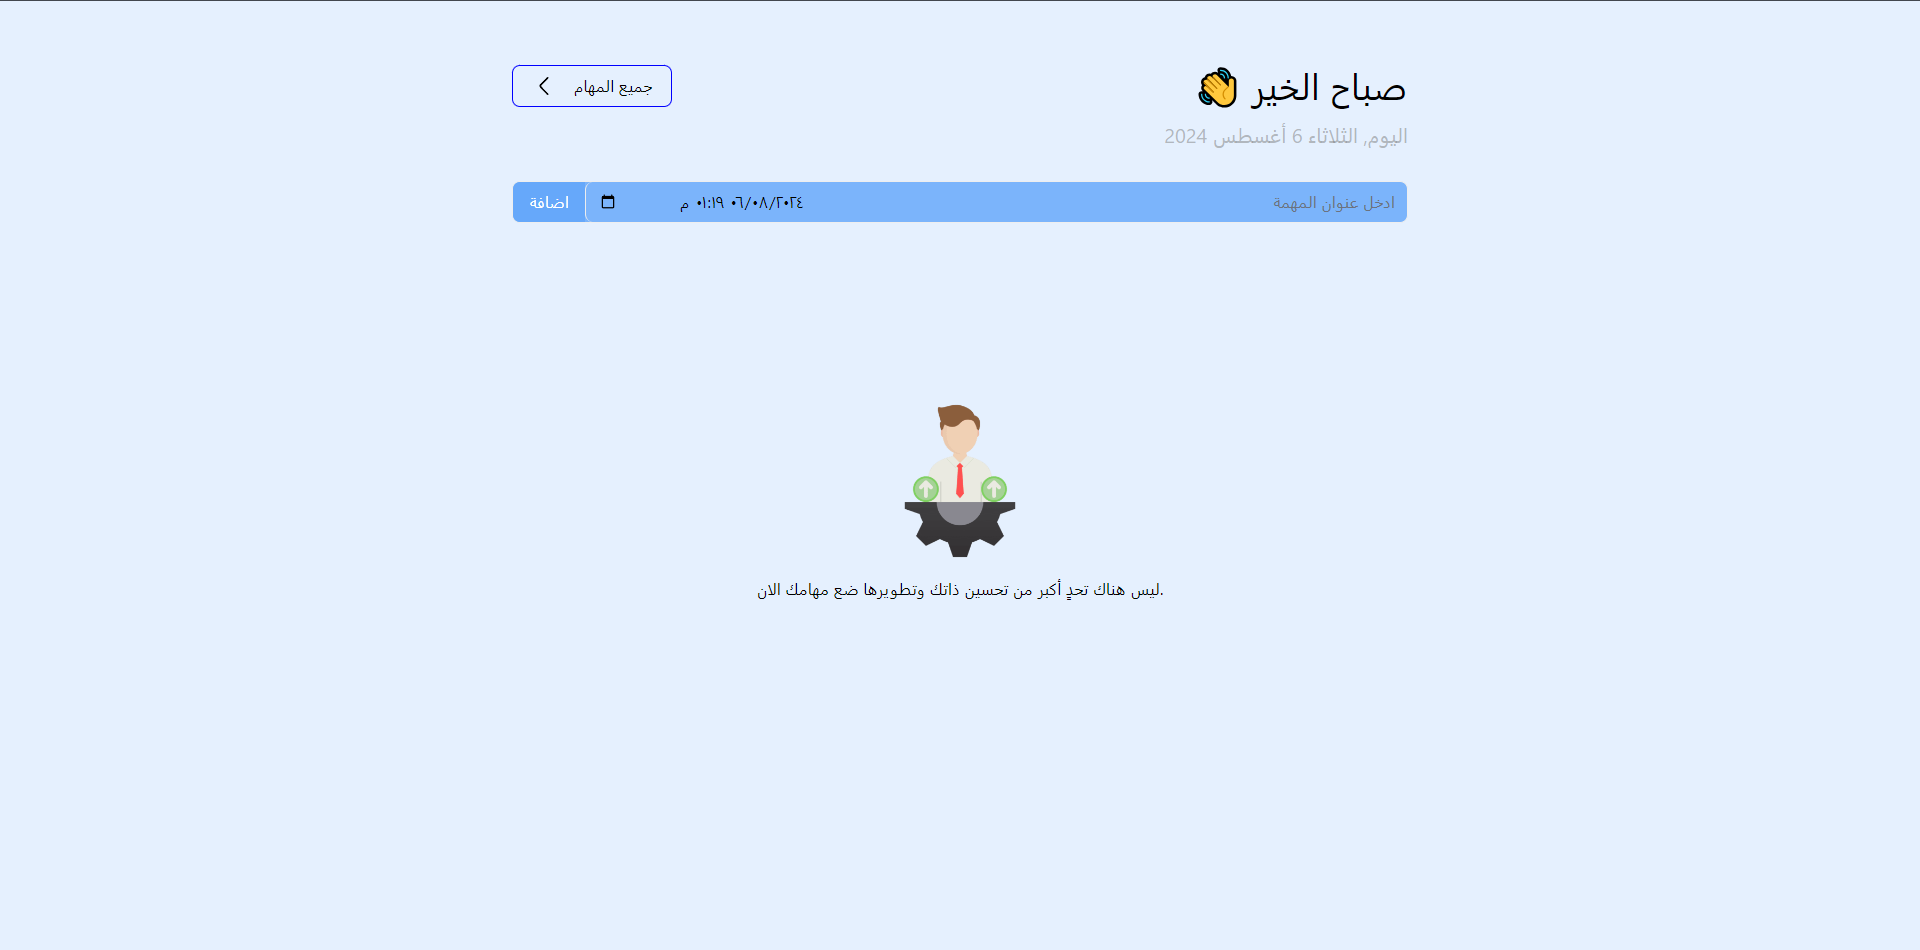 صباح الخير 👋
جميع المهام
اليوم, الثلاثاء 6 أغسطس 2024
ادخل عنوان المهمة
٠٦/٠٨/٢٠٢٤ ٠١:١٩ م
اضافة
ليس هناك تحدٍ أكبر من تحسين ذاتك وتطويرها ضع مهامك الان.